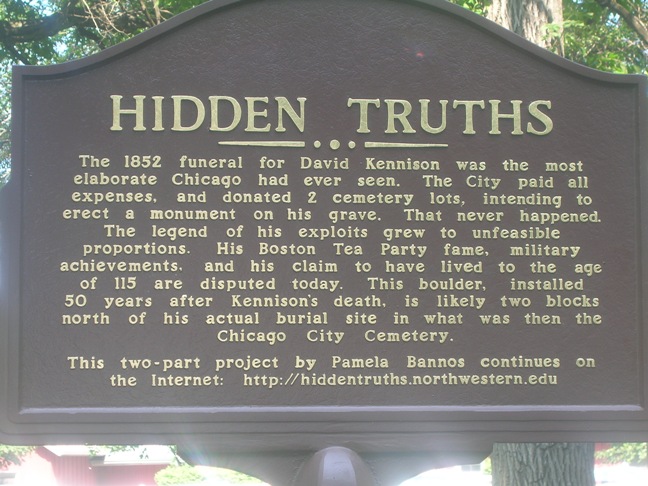 HIDDEN TRUTHS
The 1852 funeral for David Kennison was the most
elaborate Chicago had ever seen. The City paid all
expenses, and donated 2 cemetery lots, intending to
erect a monument on his grave. That never happened.
The legend of his exploits grew to unfeasible
proportions. His Boston Tea Party fame, military
achievements, and his claim to have lived to the age
of 115 are disputed today. This boulder, installed
50 years after Kennison's death, is likely two blocks
north of his actual burial site in what was then the
Chicago City Cemetery.
This two-part project by Pamela Bannos continues on
the Internet: http://hiddentruths.northwestern.edu